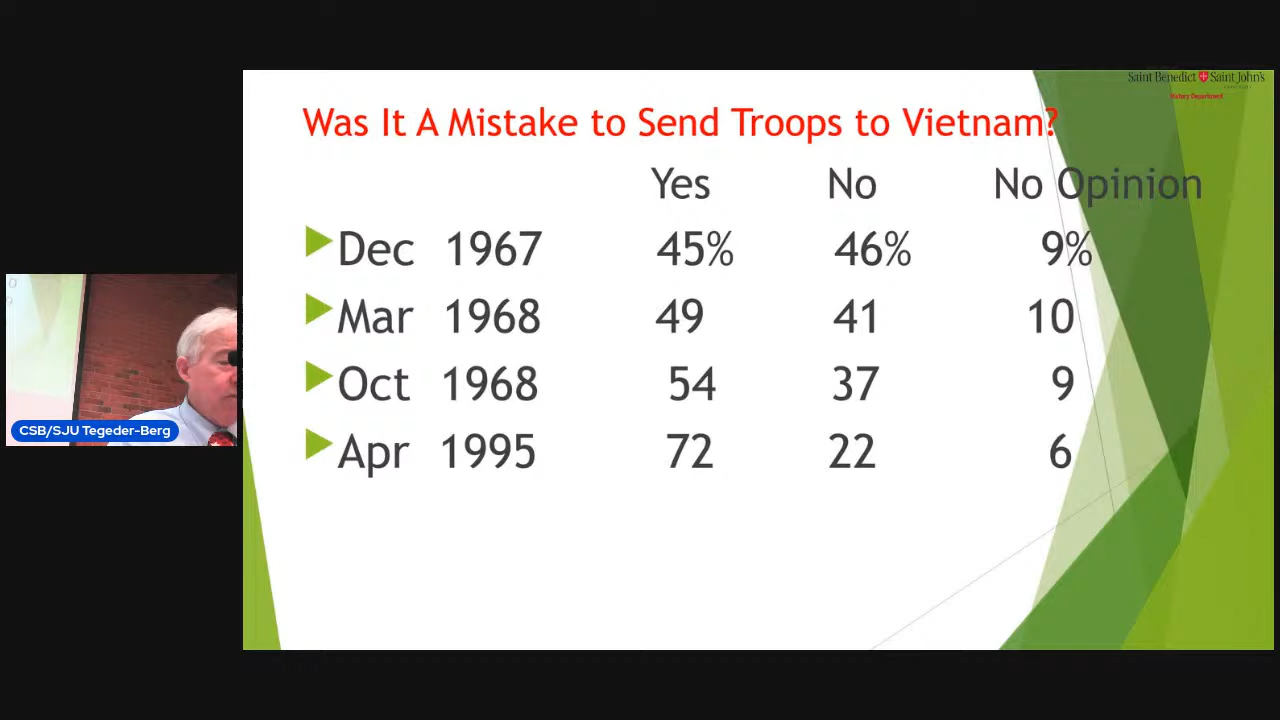 Saint Benedict Saint John's
History Department
Was It A Mistake to Send Troops to Vietnam?
Yes No No Opinion
Dec 1967 45% 46% 9%
Mar 1968 49 41 10
Oct 1968 54 37 9
Apr 1995 72 22 6
CSB/SJU Tegeder-Berg